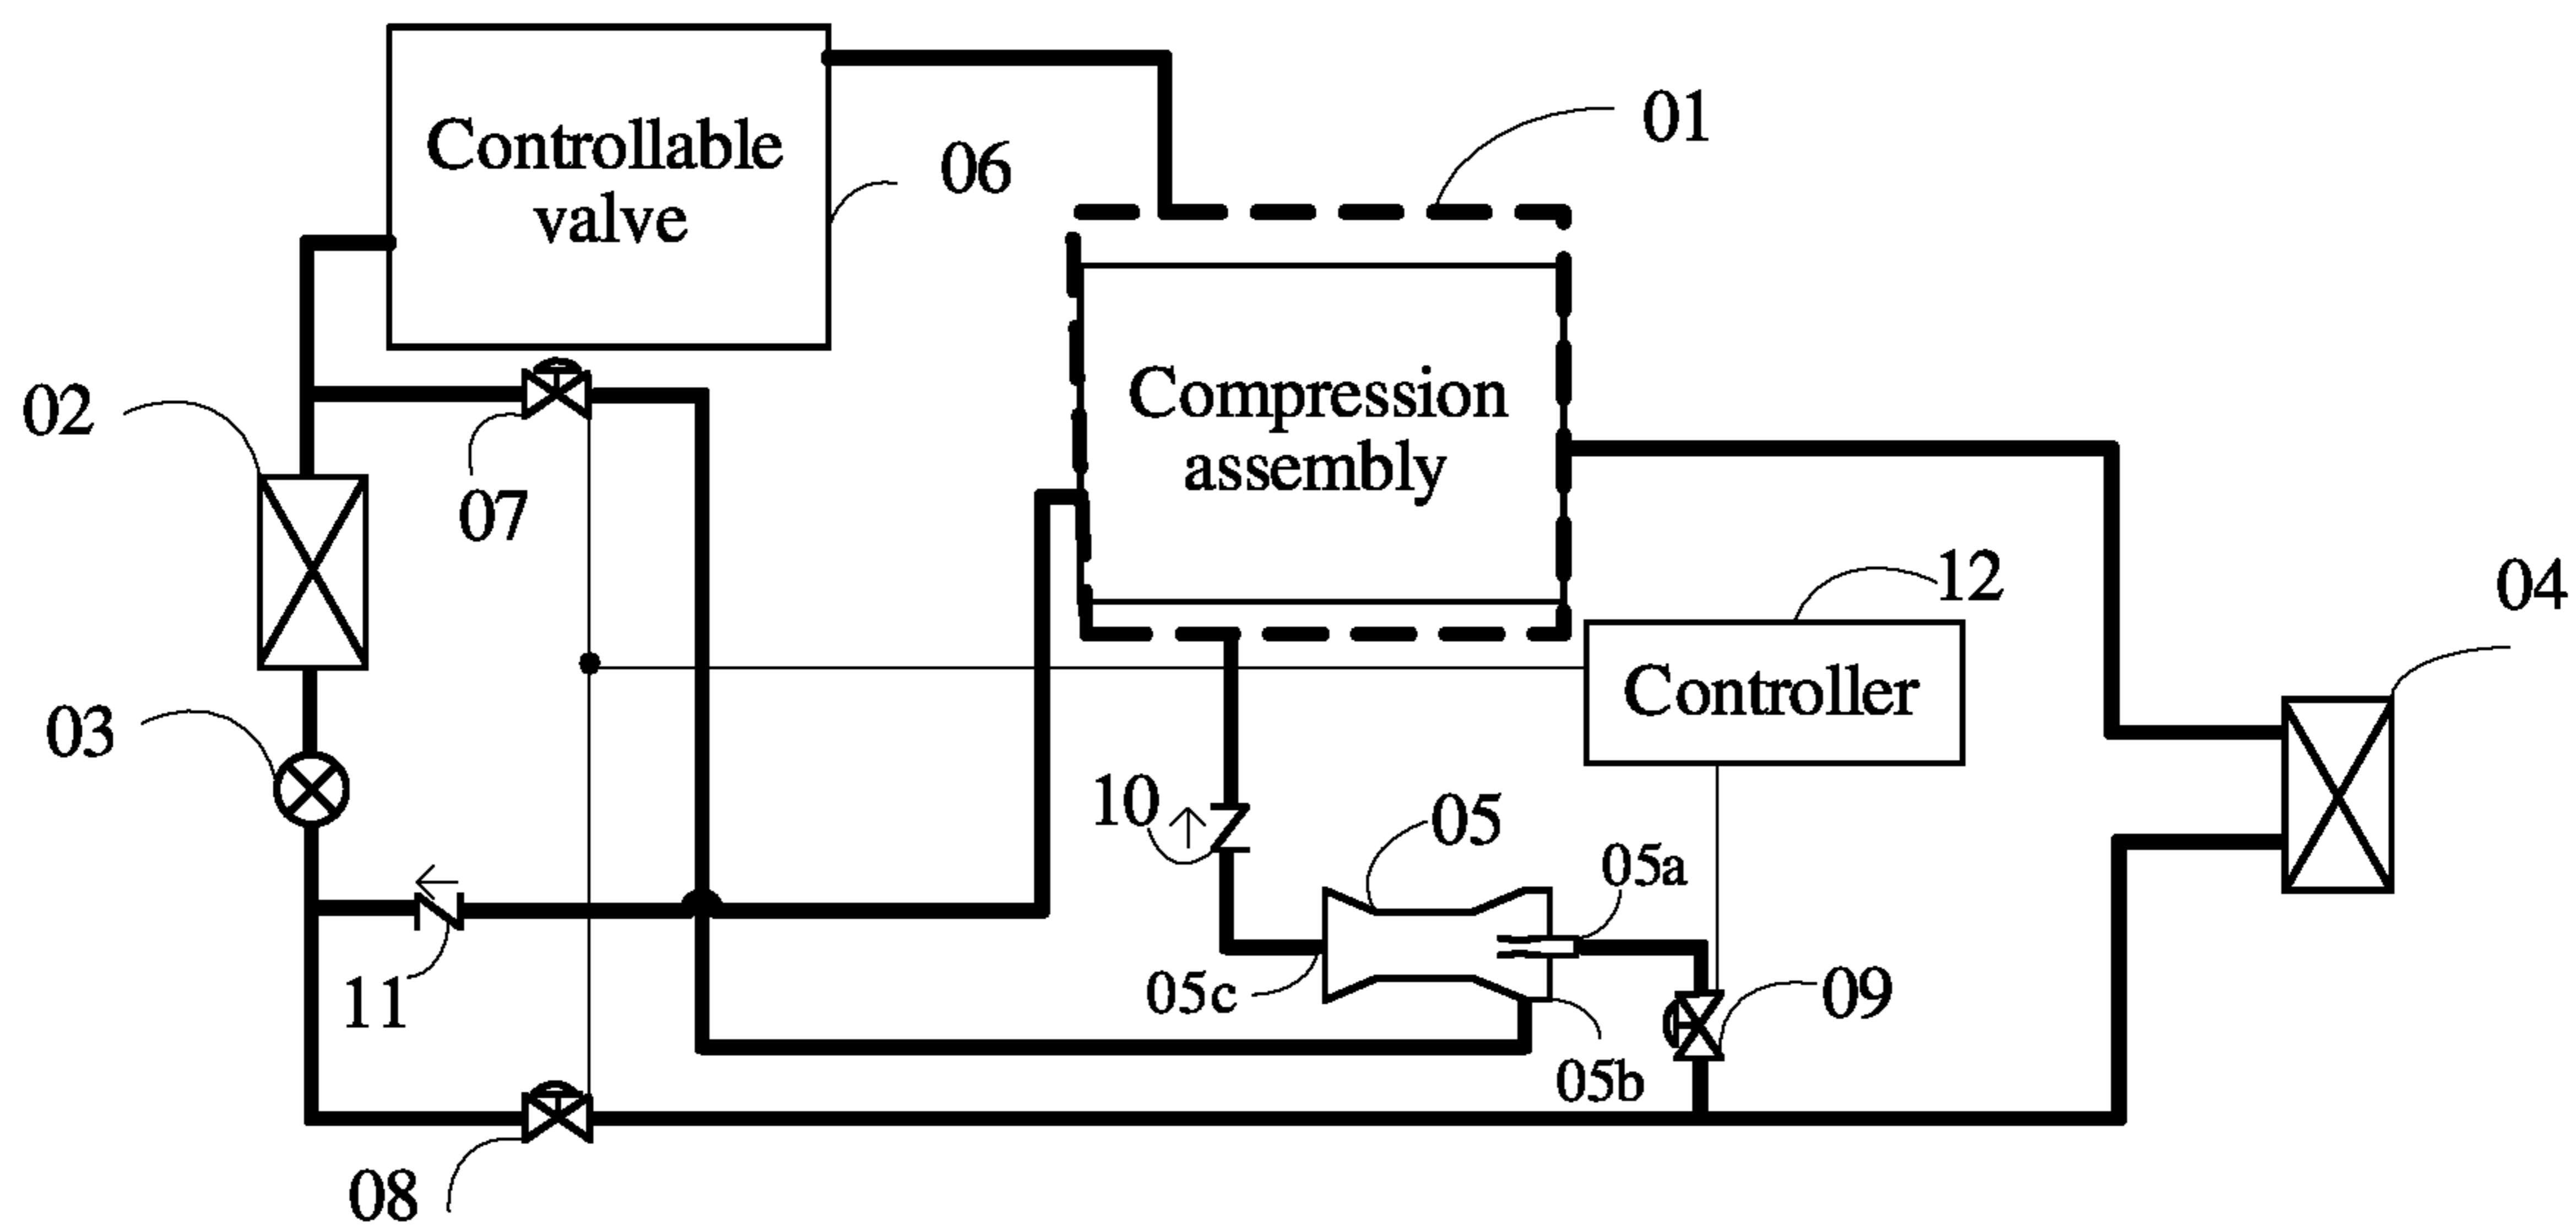 Controllable
valve
06
01
02
07
Compression
assembly
12
04
Controller
03
10
05
05a
05c
11
09
05b
08